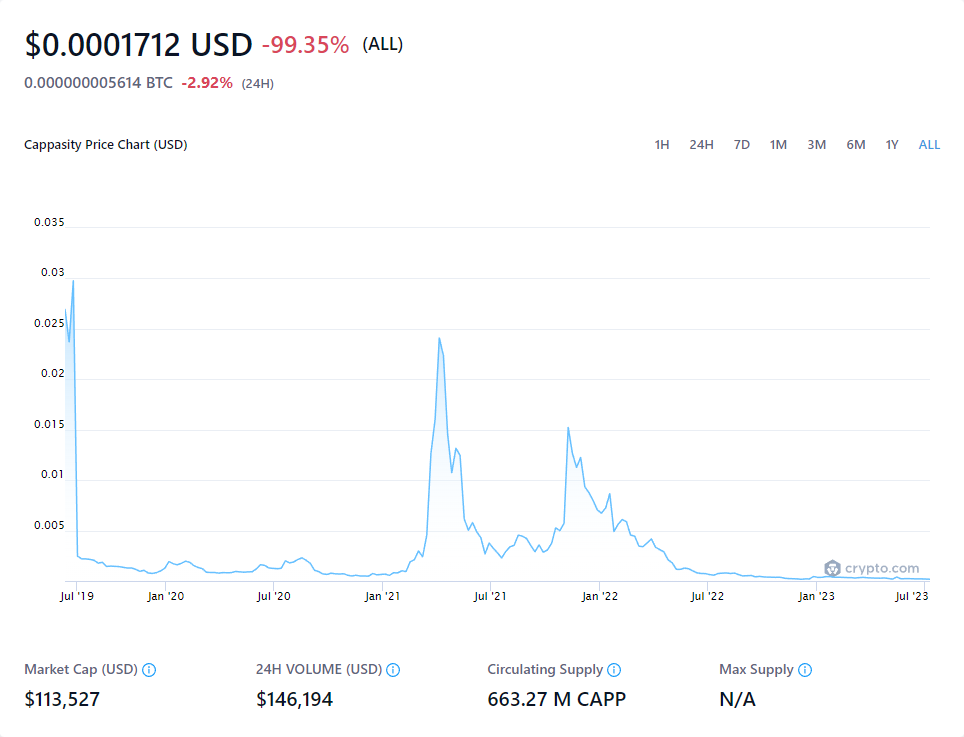 $0.0001712 USD -99.35% (ALL)
0.000000005614 BTC -2.92% (24H)
Cappasity Price Chart (USD) 1H 24H 7D 1M 3M 6M 1Y ALL
0.035
0.03
0.025
0.02
0.015
0.01
0.005
crypto.com
Jul '19 Jan '20 Jul '20 Jan '21 Jul '21 Jan '22 Jul '22 Jan '23 Jul '23
Market Cap (USD) 24H VOLUME (USD) Circulating Supply Max Supply
$113,527 $146,194 663.27 M CAPP N/A